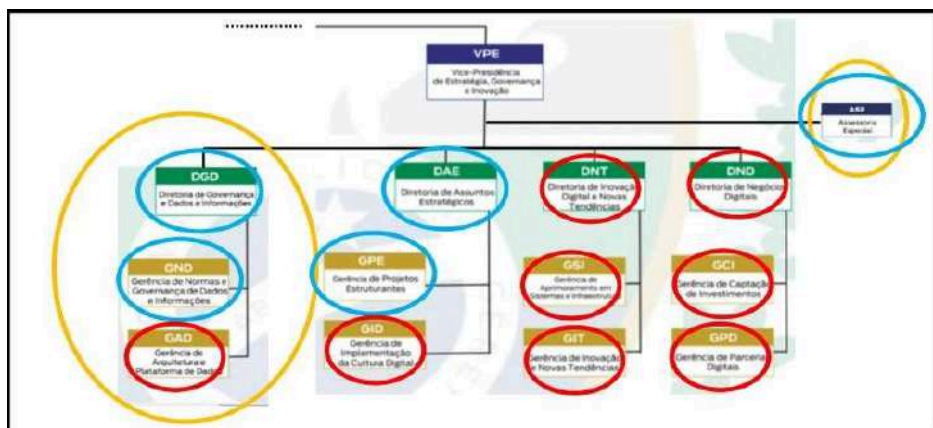 VPE
Vice-Presidência
de Estratégia, Governança
e Inovação
Assessoria
Especial
DGD
Diretoria de Governança
e Dados e Informações
DAE
Diretoria de Assuntos
Estratégicos
DNT
Diretoria de Inovação
Digital e Novas
Tendências
DND
Diretoria de Negócio
Digitais
GND
Gerência de Normas e
Governança de Dados
e Informações
GPE
Gerência de Projetos
Estruturantes
GSI
Gerência de
Aprimoramento em
Sistemas e Infraestrutu
GCI
Gerência de Captação
de Investimentos
GAD
Gerência de
Arquitetura e
Plataforma de Dados
GID
Gerência de
Implementação
da Cultura Digital
GIT
Gerência de Inovação
e Novas Tendências
GPD
Gerência de Parceria
Digitais